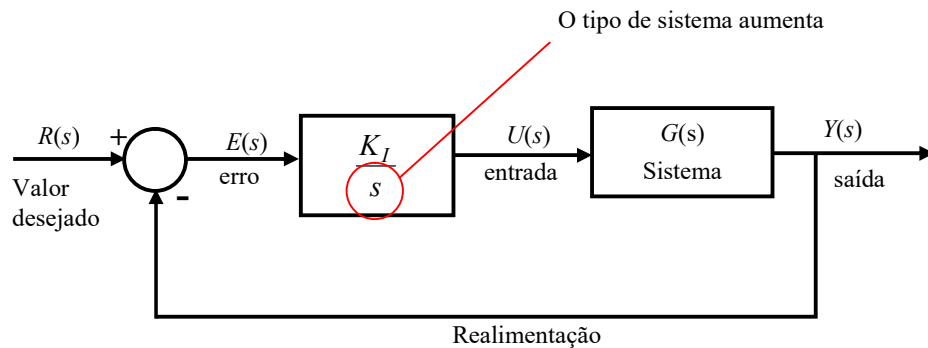 O tipo de sistema aumenta
R(s)
+
-
Valor
desejado
E(s)
erro
K_I
s
U(s)
entrada
G(s)
Sistema
Y(s)
saída
Realimentação